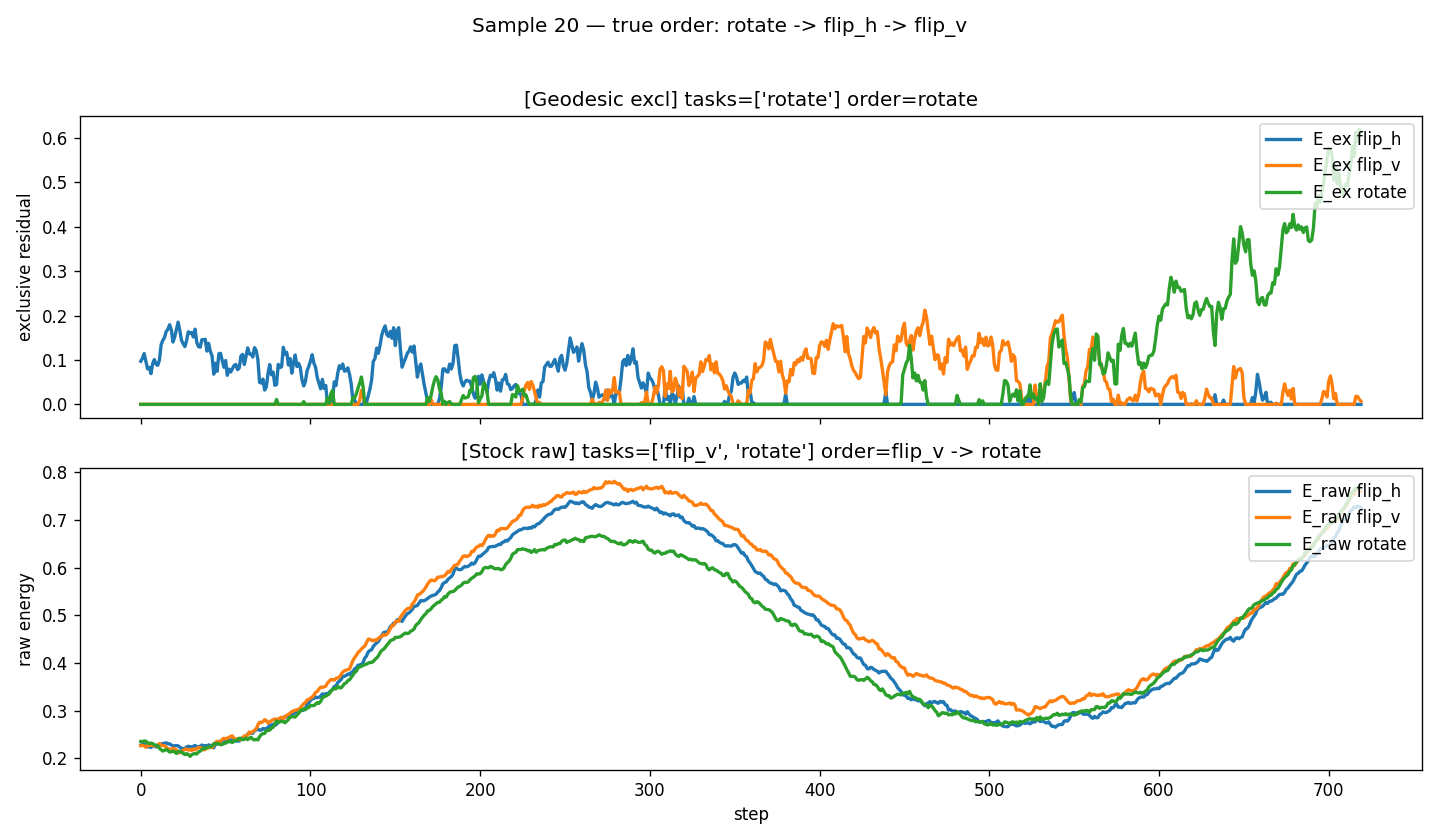 Sample 20 — true order: rotate -> flip_h -> flip_v
[Geodesic excl] tasks=['rotate'] order=rotate
exclusive residual
0.6
0.5
0.4
0.3
0.2
0.1
0.0
E_ex flip_h
E_ex flip_v
E_ex rotate
[Stock raw] tasks=['flip_v', 'rotate'] order=flip_v -> rotate
raw energy
0.8
0.7
0.6
0.5
0.4
0.3
0.2
E_raw flip_h
E_raw flip_v
E_raw rotate
0 100 200 300 400 500 600 700
step